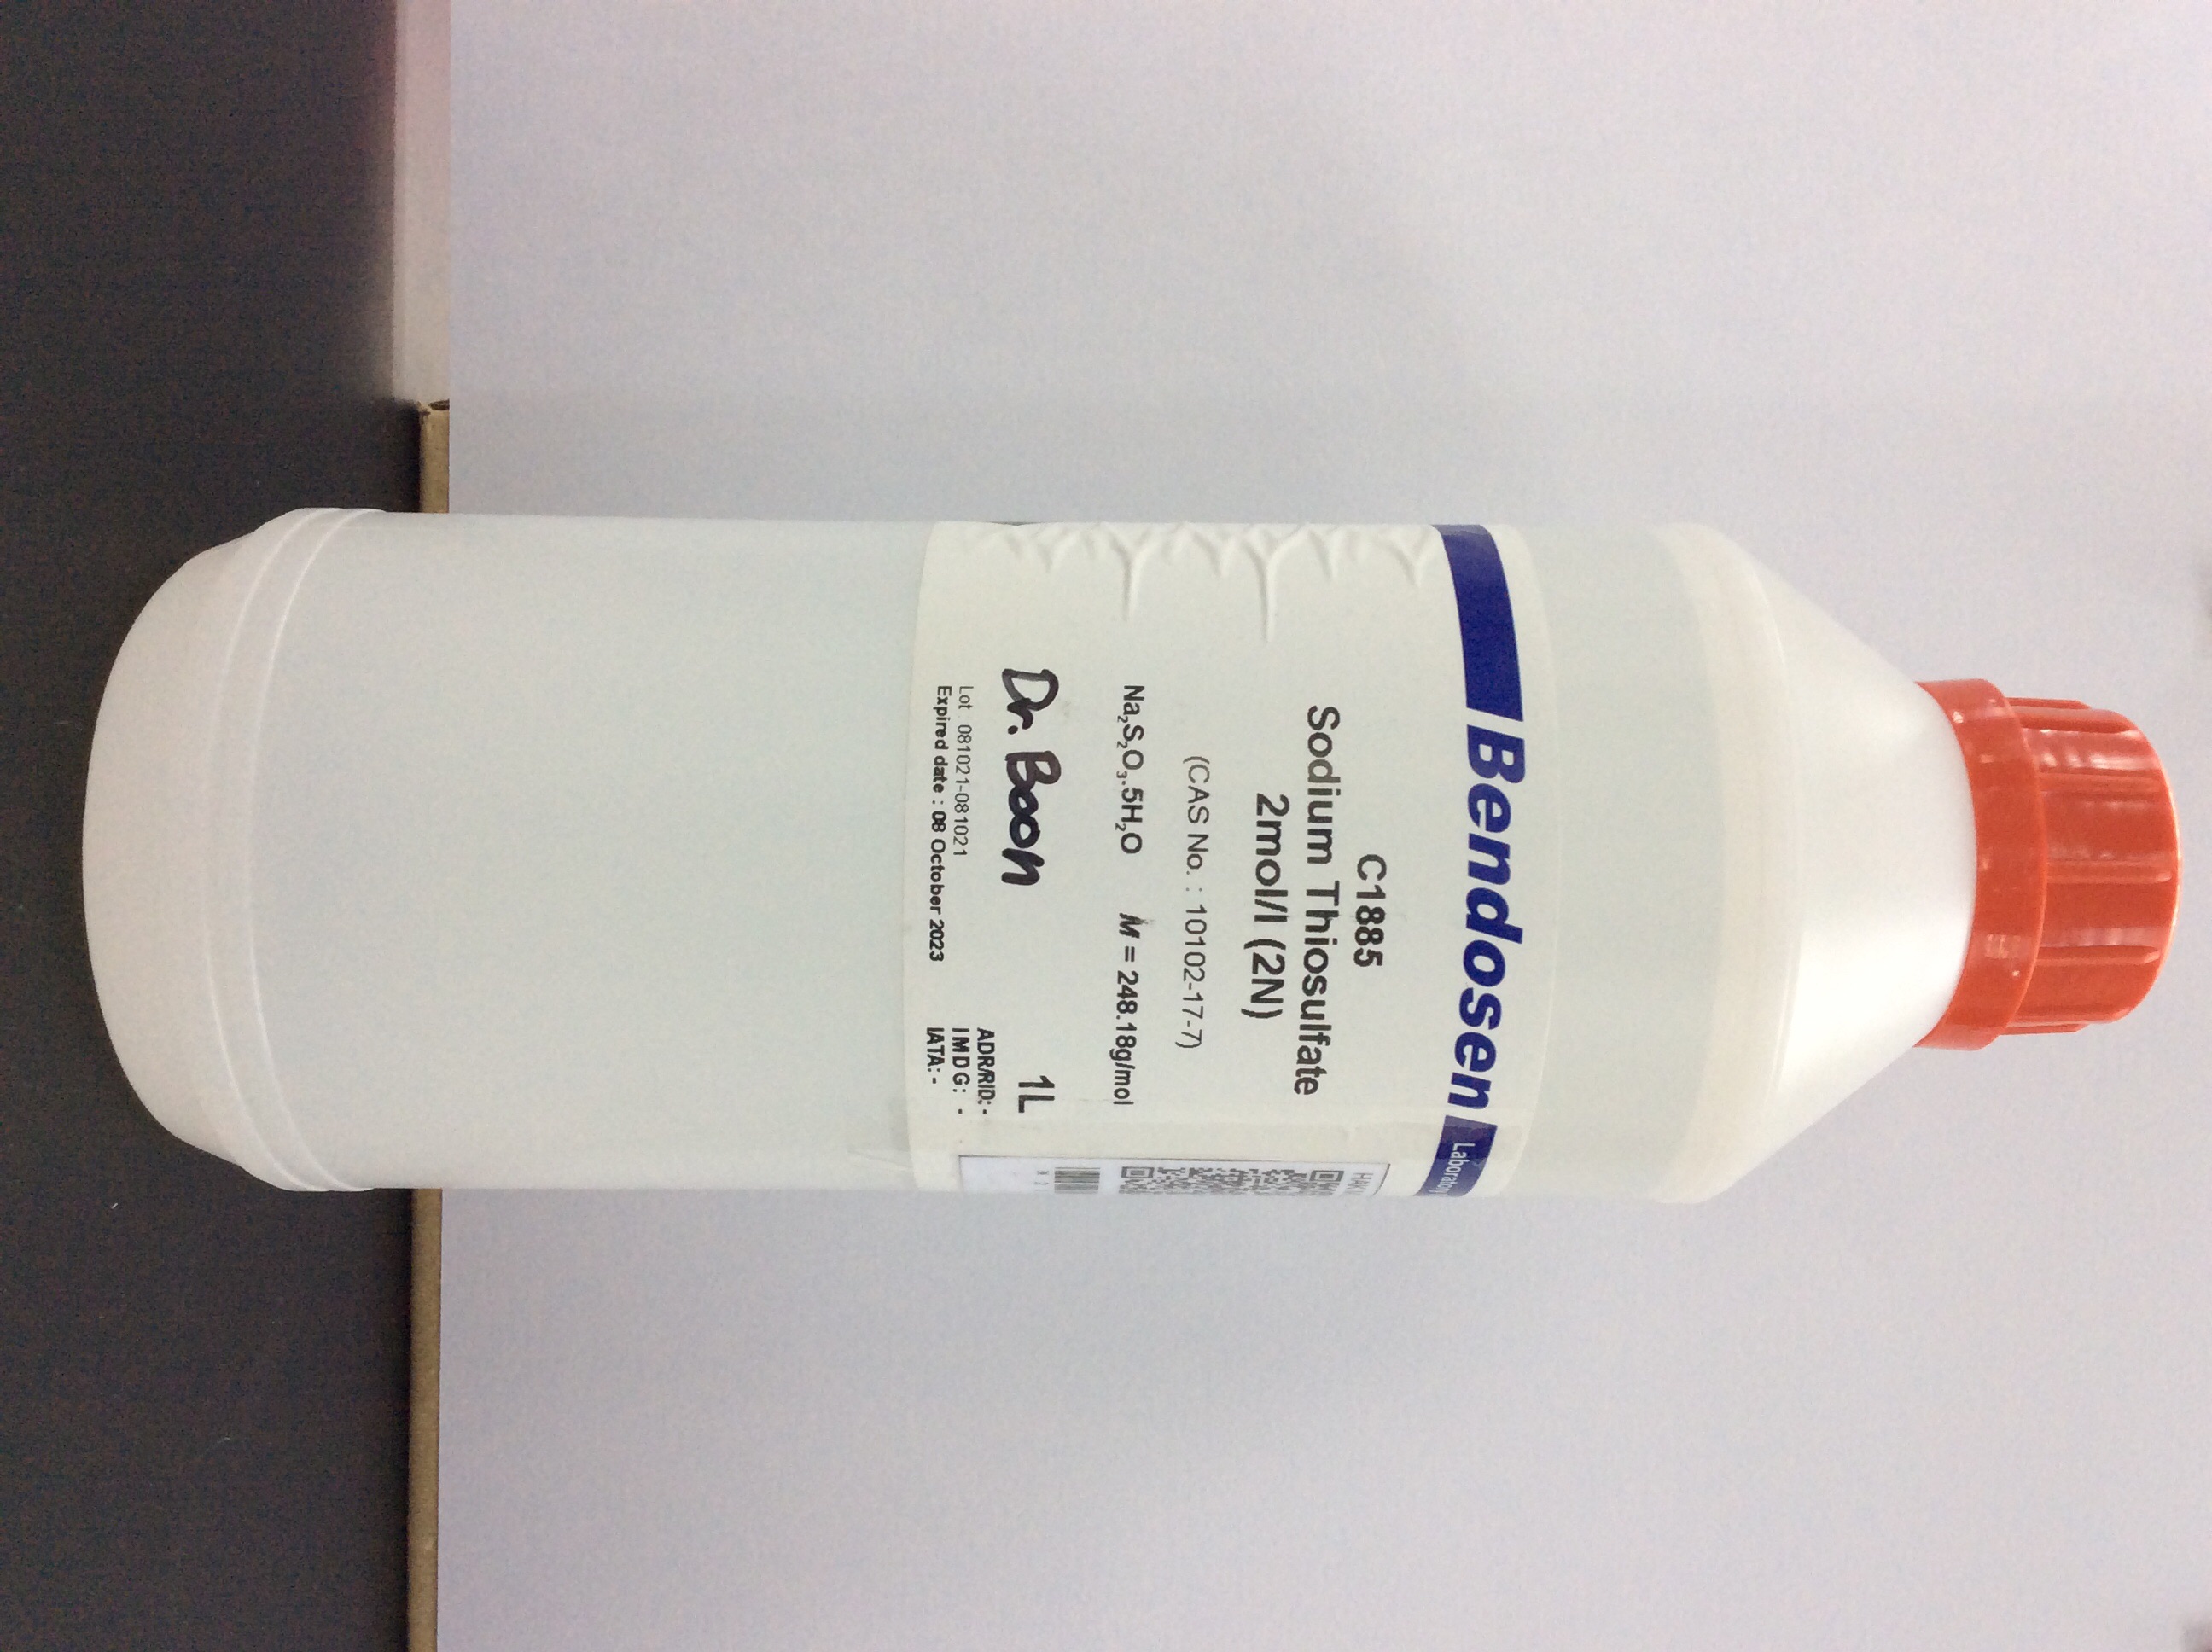 Bendosen
Laboratory
C1885
Sodium Thiosulfate
2mol/l (2N)
(CAS No. : 10102-17-7)
Na₂S₂O₃.5H₂O M = 248.18g/mol
Dr. Boon 1L
Lot 081021-081021
Expired date : 08 October 2023
ADR/RID: -
IMDG: -
IATA: -